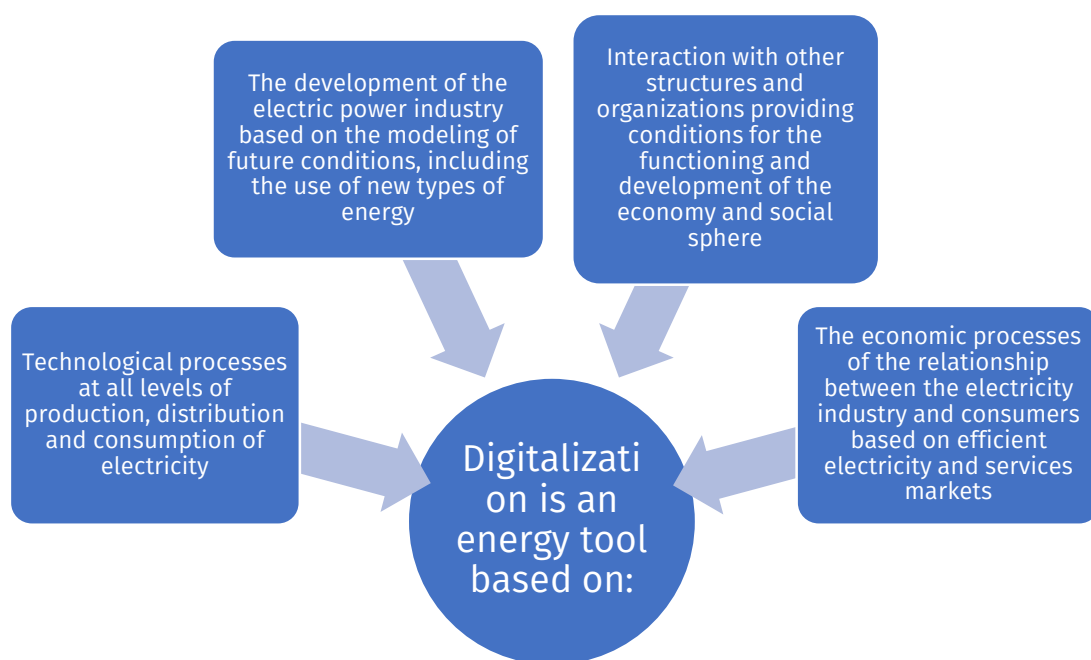 The development of the
electric power industry
based on the modeling of
future conditions, including
the use of new types of
energy
Interaction with other
structures and
organizations providing
conditions for the
functioning and
development of the
economy and social
sphere
Technological processes
at all levels of
production, distribution
and consumption of
electricity
The economic processes
of the relationship
between the electricity
industry and consumers
based on efficient
electricity and services
markets
Digitalizati
on is an
energy tool
based on: